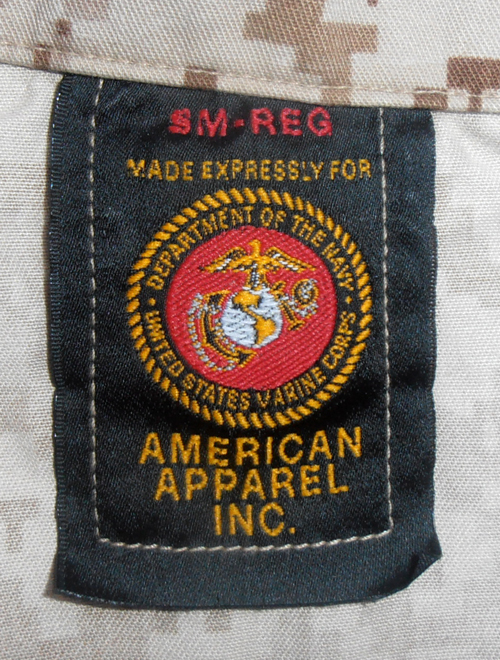 SM-REG
MADE EXPRESSLY FOR
DEPARTMENT OF THE NAVY
UNITED STATES MARINE CORPS
AMERICAN
APPAREL
INC.